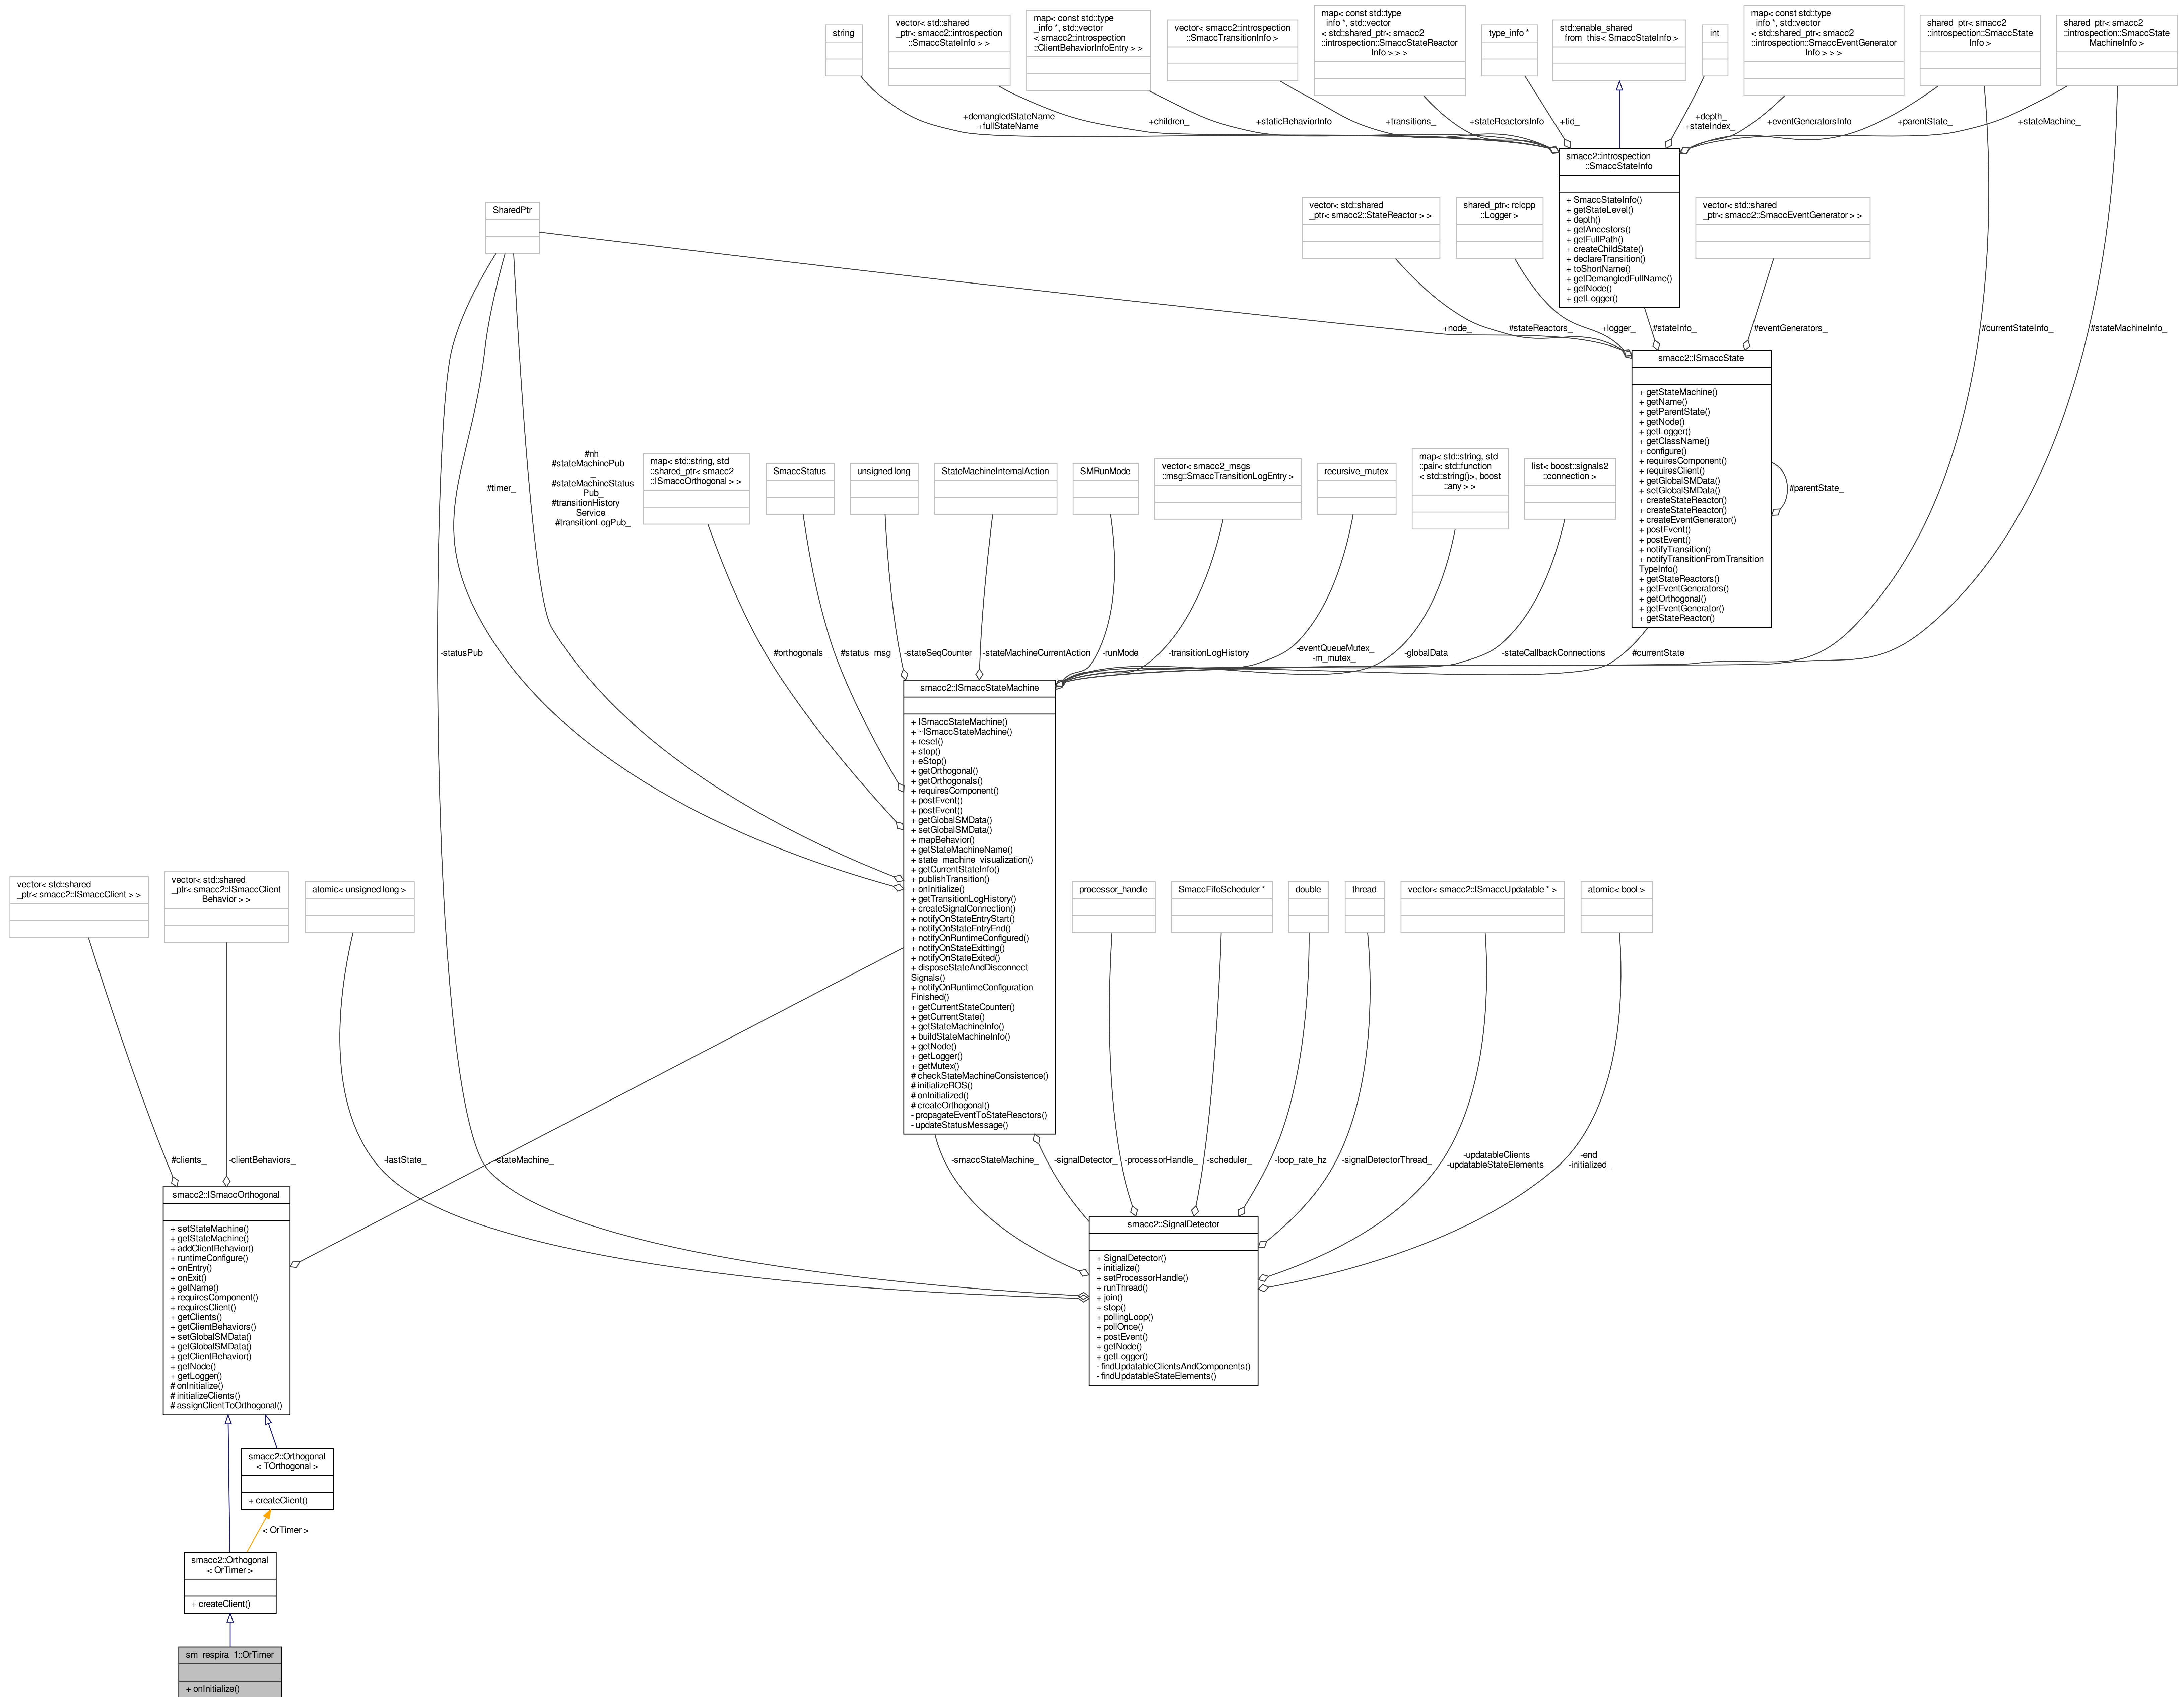 string
vector< std::shared
_ptr< smacc2::introspection
::SmaccStateInfo > >
map< const std::type
_info *, std::vector
< smacc2::introspection
::ClientBehaviorInfoEntry > >
vector< smacc2::introspection
::SmaccTransitionInfo >
map< const std::type
_info *, std::vector
< std::shared_ptr< smacc2
::introspection::SmaccStateReactor
Info > > >
type_info *
std::enable_shared
_from_this< SmaccStateInfo >
int
map< const std::type
_info *, std::vector
< std::shared_ptr< smacc2
::introspection::SmaccEventGenerator
Info > > >
shared_ptr< smacc2
::introspection::SmaccState
Info >
shared_ptr< smacc2
::introspection::SmaccState
MachineInfo >
+demangledStateName
+fullStateName
+children_
+staticBehaviorInfo
+transitions_
+stateReactorsInfo
+tid_
+depth_
+stateIndex_
+eventGeneratorsInfo
+parentState_
+stateMachine_
smacc2::introspection
::SmaccStateInfo
+ SmaccStateInfo()
+ getStateLevel()
+ depth()
+ getAncestors()
+ getFullPath()
+ createChildState()
+ declareTransition()
+ toShortName()
+ getDemangledFullName()
+ getNode()
+ getLogger()
SharedPtr
vector< std::shared
_ptr< smacc2::StateReactor > >
shared_ptr< rclcpp
::Logger >
vector< std::shared
_ptr< smacc2::SmaccEventGenerator > >
+node_
#stateReactors_
+logger_
#stateInfo_
#eventGenerators_
#currentStateInfo_
#stateMachineInfo_
smacc2::ISmaccState
+ getStateMachine()
+ getName()
+ getParentState()
+ getNode()
+ getLogger()
+ getClassName()
+ configure()
+ requiresComponent()
+ requiresClient()
+ getGlobalSMData()
+ setGlobalSMData()
+ createStateReactor()
+ createStateReactor()
+ createEventGenerator()
+ postEvent()
+ postEvent()
+ notifyTransition()
+ notifyTransitionFromTransition
TypeInfo()
+ getStateReactors()
+ getEventGenerators()
+ getOrthogonal()
+ getEventGenerator()
+ getStateReactor()
#parentState_
#timer_
#nh_
#stateMachinePub
_
#stateMachineStatus
Pub_
#transitionHistory
Service_
#transitionLogPub_
map< std::string, std
::shared_ptr< smacc2
::ISmaccOrthogonal > >
SmaccStatus
unsigned long
StateMachineInternalAction
SMRunMode
vector< smacc2_msgs
::msg::SmaccTransitionLogEntry >
recursive_mutex
map< std::string, std
::pair< std::function
< std::string()>, boost
::any > >
list< boost::signals2
::connection >
-statusPub_
#orthogonals_
#status_msg_
-stateSeqCounter_
-stateMachineCurrentAction
-runMode_
-transitionLogHistory_
-eventQueueMutex_
-m_mutex_
-globalData_
-stateCallbackConnections
#currentState_
smacc2::ISmaccStateMachine
+ ISmaccStateMachine()
+ ~ISmaccStateMachine()
+ reset()
+ stop()
+ eStop()
+ getOrthogonal()
+ getOrthogonals()
+ requiresComponent()
+ postEvent()
+ postEvent()
+ getGlobalSMData()
+ setGlobalSMData()
+ mapBehavior()
+ getStateMachineName()
+ state_machine_visualization()
+ getCurrentStateInfo()
+ publishTransition()
+ onInitialize()
+ getTransitionLogHistory()
+ createSignalConnection()
+ notifyOnStateEntryStart()
+ notifyOnStateEntryEnd()
+ notifyOnRuntimeConfigured()
+ notifyOnStateExitting()
+ notifyOnStateExited()
+ disposeStateAndDisconnect
Signals()
+ notifyOnRuntimeConfiguration
Finished()
+ getCurrentStateCounter()
+ getCurrentState()
+ getStateMachineInfo()
+ buildStateMachineInfo()
+ getNode()
+ getLogger()
+ getMutex()
# checkStateMachineConsistence()
# initializeROS()
# onInitialized()
# createOrthogonal()
- propagateEventToStateReactors()
- updateStatusMessage()
vector< std::shared
_ptr< smacc2::ISmaccClient > >
vector< std::shared
_ptr< smacc2::ISmaccClient
Behavior > >
atomic< unsigned long >
processor_handle
SmaccFifoScheduler *
double
thread
vector< smacc2::ISmaccUpdatable * >
atomic< bool >
#clients_
-clientBehaviors_
-lastState_
-stateMachine_
-smaccStateMachine_
-signalDetector_
-processorHandle_
-scheduler_
-loop_rate_hz
-signalDetectorThread_
-updatableClients_
-updatableStateElements_
-end_
-initialized_
smacc2::ISmaccOrthogonal
+ setStateMachine()
+ getStateMachine()
+ addClientBehavior()
+ runtimeConfigure()
+ onEntry()
+ onExit()
+ getName()
+ requiresComponent()
+ requiresClient()
+ getClients()
+ getClientBehaviors()
+ setGlobalSMData()
+ getGlobalSMData()
+ getClientBehavior()
+ getNode()
+ getLogger()
# onInitialize()
# initializeClients()
# assignClientToOrthogonal()
smacc2::SignalDetector
+ SignalDetector()
+ initialize()
+ setProcessorHandle()
+ runThread()
+ join()
+ stop()
+ pollingLoop()
+ pollOnce()
+ postEvent()
+ getNode()
+ getLogger()
- findUpdatableClientsAndComponents()
- findUpdatableStateElements()
smacc2::Orthogonal
< TOrthogonal >
+ createClient()
< OrTimer >
smacc2::Orthogonal
< OrTimer >
+ createClient()
sm_respira_1::OrTimer
+ onInitialize()